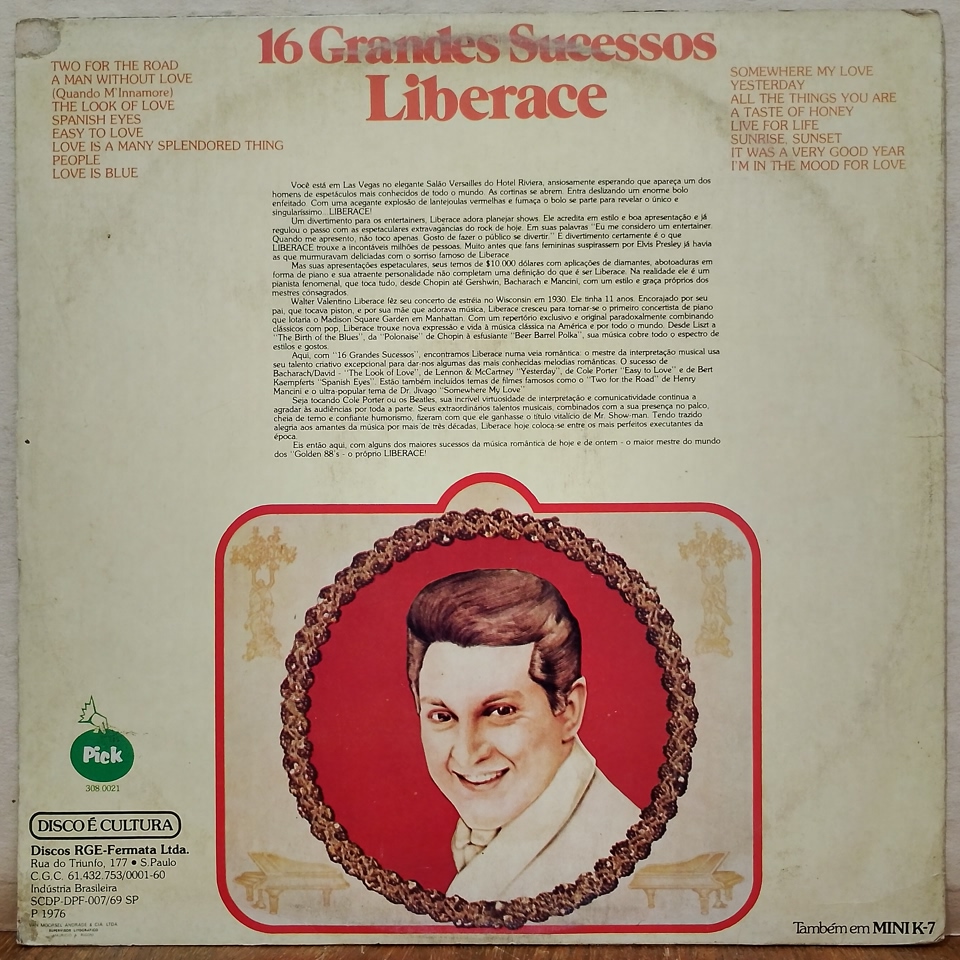 16 Grandes Sucessos
Liberace
TWO FOR THE ROAD
A MAN WITHOUT LOVE
(Quando M'Innamore)
THE LOOK OF LOVE
SPANISH EYES
EASY TO LOVE
LOVE IS A MANY SPLENDORED THING
PEOPLE
LOVE IS BLUE
SOMEWHERE MY LOVE
YESTERDAY
ALL THE THINGS YOU ARE
A TASTE OF HONEY
LIVE FOR LIFE
SUNRISE, SUNSET
IT WAS A VERY GOOD YEAR
I'M IN THE MOOD FOR LOVE
Você está em Las Vegas no elegante Salão Versailles do Hotel Riviera, ansiosamente esperando que apareça um dos
homens de espetáculos mais conhecidos de todo o mundo. As cortinas se abrem. Entra deslizando um enorme bolo
enfeitado. Com uma acegante explosão de lantejoulas vermelhas e fumaça o bolo se parte para revelar o único e
singularíssimo.. LIBERACE!
Um divertimento para os entertainers, Liberace adora planejar shows. Ele acredita em estilo e boa apresentação e já
regulou o passo com as espetaculares extravagancias do rock de hoje. Em suas palavras "Eu me considero um entertainer.
Quando me apresento, não toco apenas. Gosto de fazer o público se divertir." E divertimento certamente é o que
LIBERACE trouxe a incontáveis milhões de pessoas. Muito antes que fans femininas suspirassem por Elvis Presley já havia
as que murmuravam deliciadas com o sorriso famoso de Liberace
Mas suas apresentações espetaculares, seus ternos de $10.000 dólares com aplicações de diamantes, abotoaduras em
forma de piano e sua atraente personalidade não completam uma definição do que é ser Liberace. Na realidade ele é um
pianista fenomenal, que toca tudo, desde Chopin até Gershwin, Bacharach e Mancini, com um estilo e graça próprios dos
mestres cónsagrados.
Walter Valentino Liberace fêz seu concerto de estréia no Wisconsin em 1930. Ele tinha 11 anos. Encorajado por seu
pai, que tocava piston, e por sua mãe que adorava música, Liberace cresceu para tornar-se o primeiro concertista de piano
que lotaria o Madison Square Garden em Manhattan. Com um repertório exclusivo e original paradoxalmente combinando
clássicos com pop, Liberace trouxe nova expressão e vida à música clássica na América e por todo o mundo. Desde Liszt a
"The Birth of the Blues", da "Polonaise" de Chopin à esfusiante "Beer Barrel Polka", sua música cobre todo o espectro de
estilos e gostos.
Aqui, com "16 Grandes Sucessos", encontramos Liberace numa veia romântica: o mestre da interpretação musical usa
seu talento criativo excepcional para dar-nos algumas das mais conhecidas melodias românticas. O sucesso de
Bacharach/David - "The Look of Love", de Lennon & McCartney "Yesterday", de Cole Porter "Easy to Love" e de Bert
Kaempferts "Spanish Eyes". Estão também incluidos temas de filmes famosos como o "Two for the Road" de Henry
Mancini e o ultra-popular tema de Dr. Jivago "Somewhere My Love"
Seja tocando Cole Porter ou os Beatles, sua incrível virtuosidade de interpretação e comunicatividade continua a
agradar às audiências por toda a parte. Seus extraordinários talentos musicais, combinados com a sua presença no palco,
cheia de temo e confiante humorismo, fizeram com que ele ganhasse o título vitalício de Mr. Show-man. Tendo trazido
alegria aos amantes da música por mais de três décadas, Liberace hoje coloca-se entre os mais perfeitos executantes da
época.
Eis então aqui, com alguns dos maiores sucessos da música romântica de hoje e de ontem - o maior mestre do mundo
dos "Golden 88's - o próprio LIBERACE!
Pick
308.0021
DISCO É CULTURA
Discos RGE-Fermata Ltda.
Rua do Triunfo, 177 • S.Paulo
C.G.C. 61.432.753/0001-60
Indústria Brasileira
SCDP-DPF-007/69 SP
P 1976
Também em MINI K-7